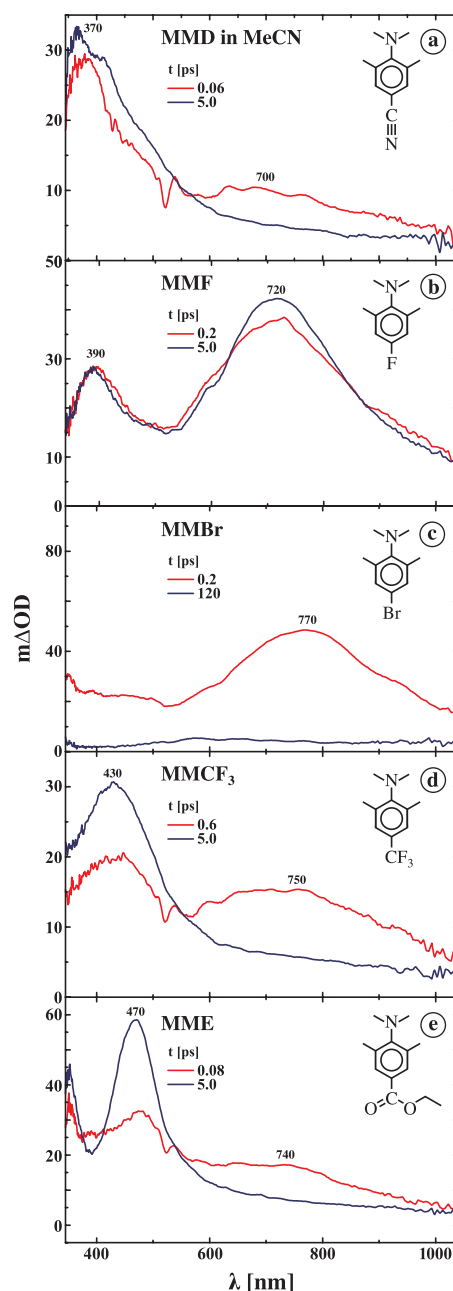 370
MMD in MeCN
a
t [ps]
0.06
5.0
N
C
N
30
700
10
50
MMF
b
720
t [ps]
0.2
5.0
N
F
390
30
10
0
MMBr
c
80
t [ps]
0.2
120
N
Br
770
40
0
mΔOD
430
MMCF₃
d
30
t [ps]
0.6
5.0
N
CF₃
20
750
10
0
60
470
MME
e
t [ps]
0.08
5.0
N
O
C
O
40
740
20
0
400 600 800 1000
λ [nm]